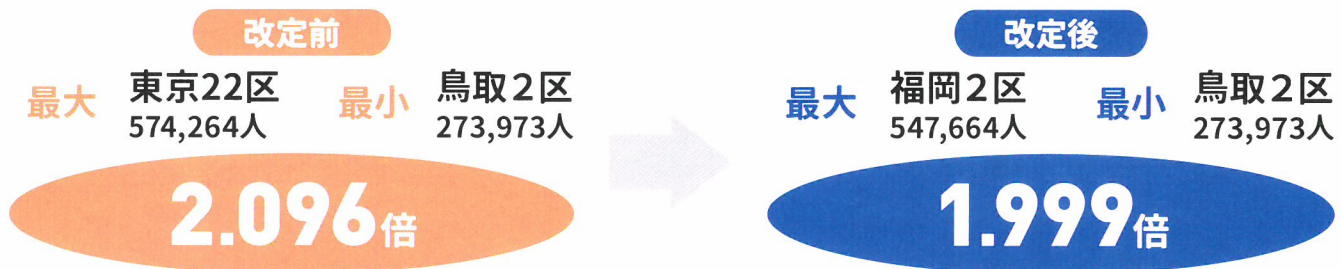 改定前
最大 東京22区 最小 鳥取2区
574,264人 273,973人
2.096倍
改定後
最大 福岡2区 最小 鳥取2区
547,664人 273,973人
1.999倍